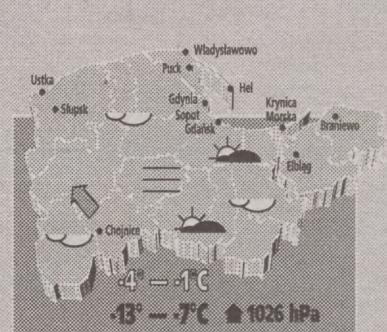 Władysławowo
Puck
Ustka
Hel
Słupsk
Gdynia
Sopot
Gdańsk
Krynica
Morska
Braniewo
Elbląg
Chojnice
-4° — -1°C
-13° — -7°C 1026 hPa